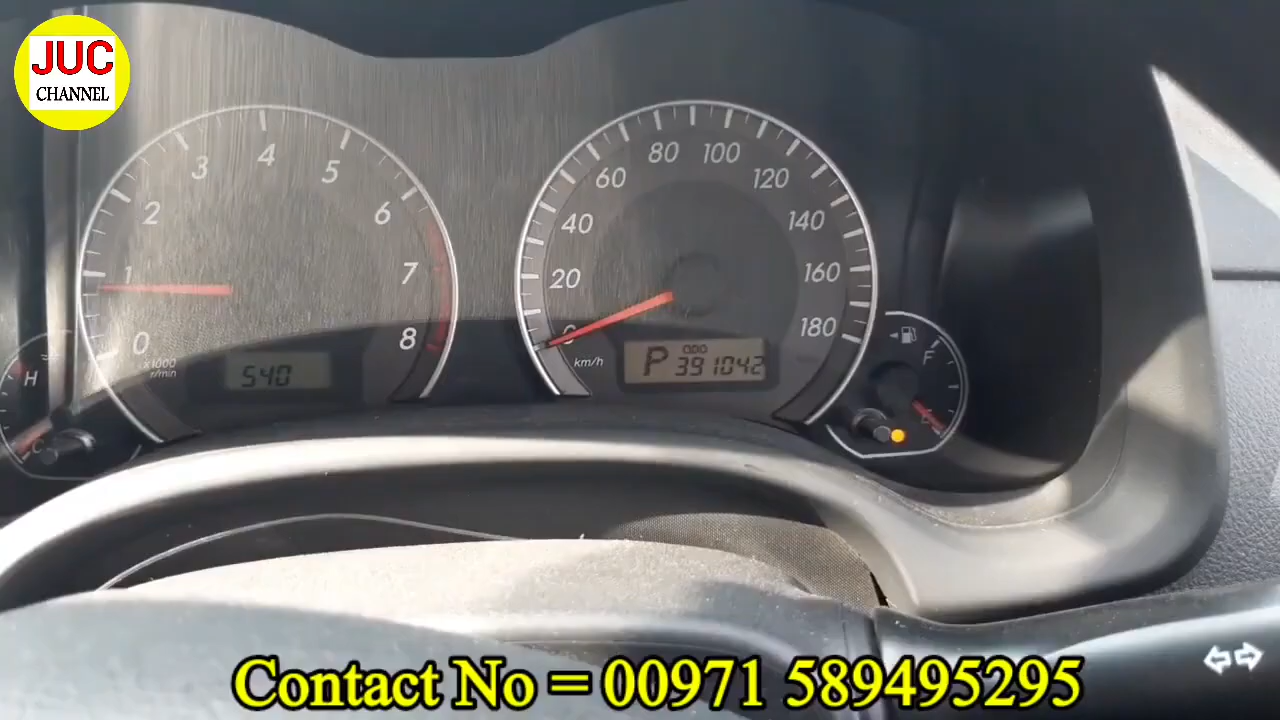 JUC
CHANNEL
0 1 2 3 4 5 6 7 8
x1000
r/min
540
0 20 40 60 80 100 120 140 160 180
km/h
P ODO 391042
H
C
F
Contact No = 00971 589495295